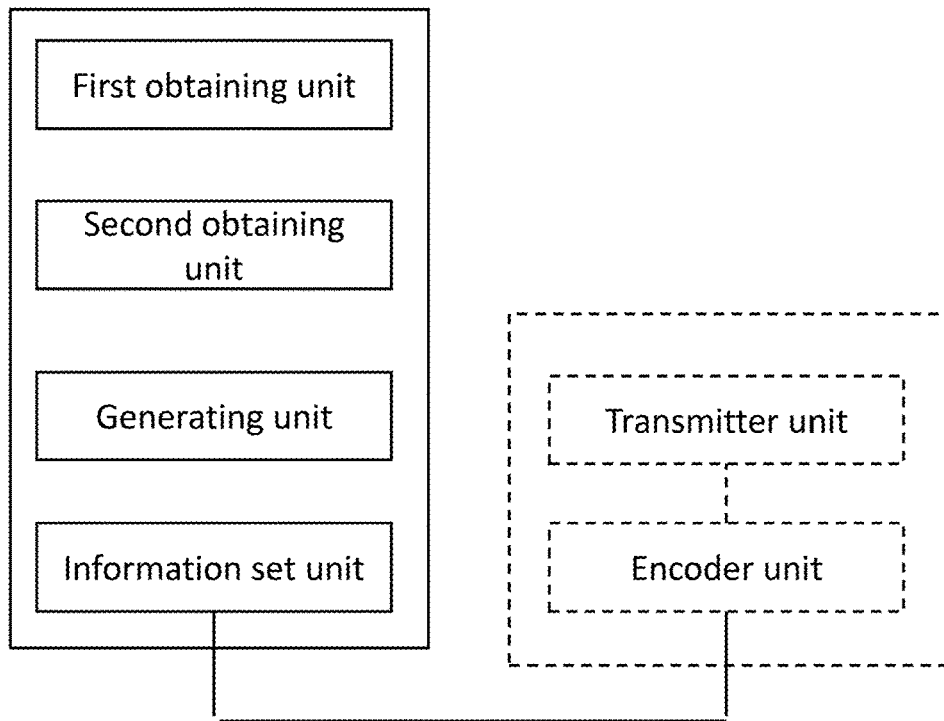 First obtaining unit
Second obtaining
unit
Generating unit
Information set unit
Transmitter unit
Encoder unit